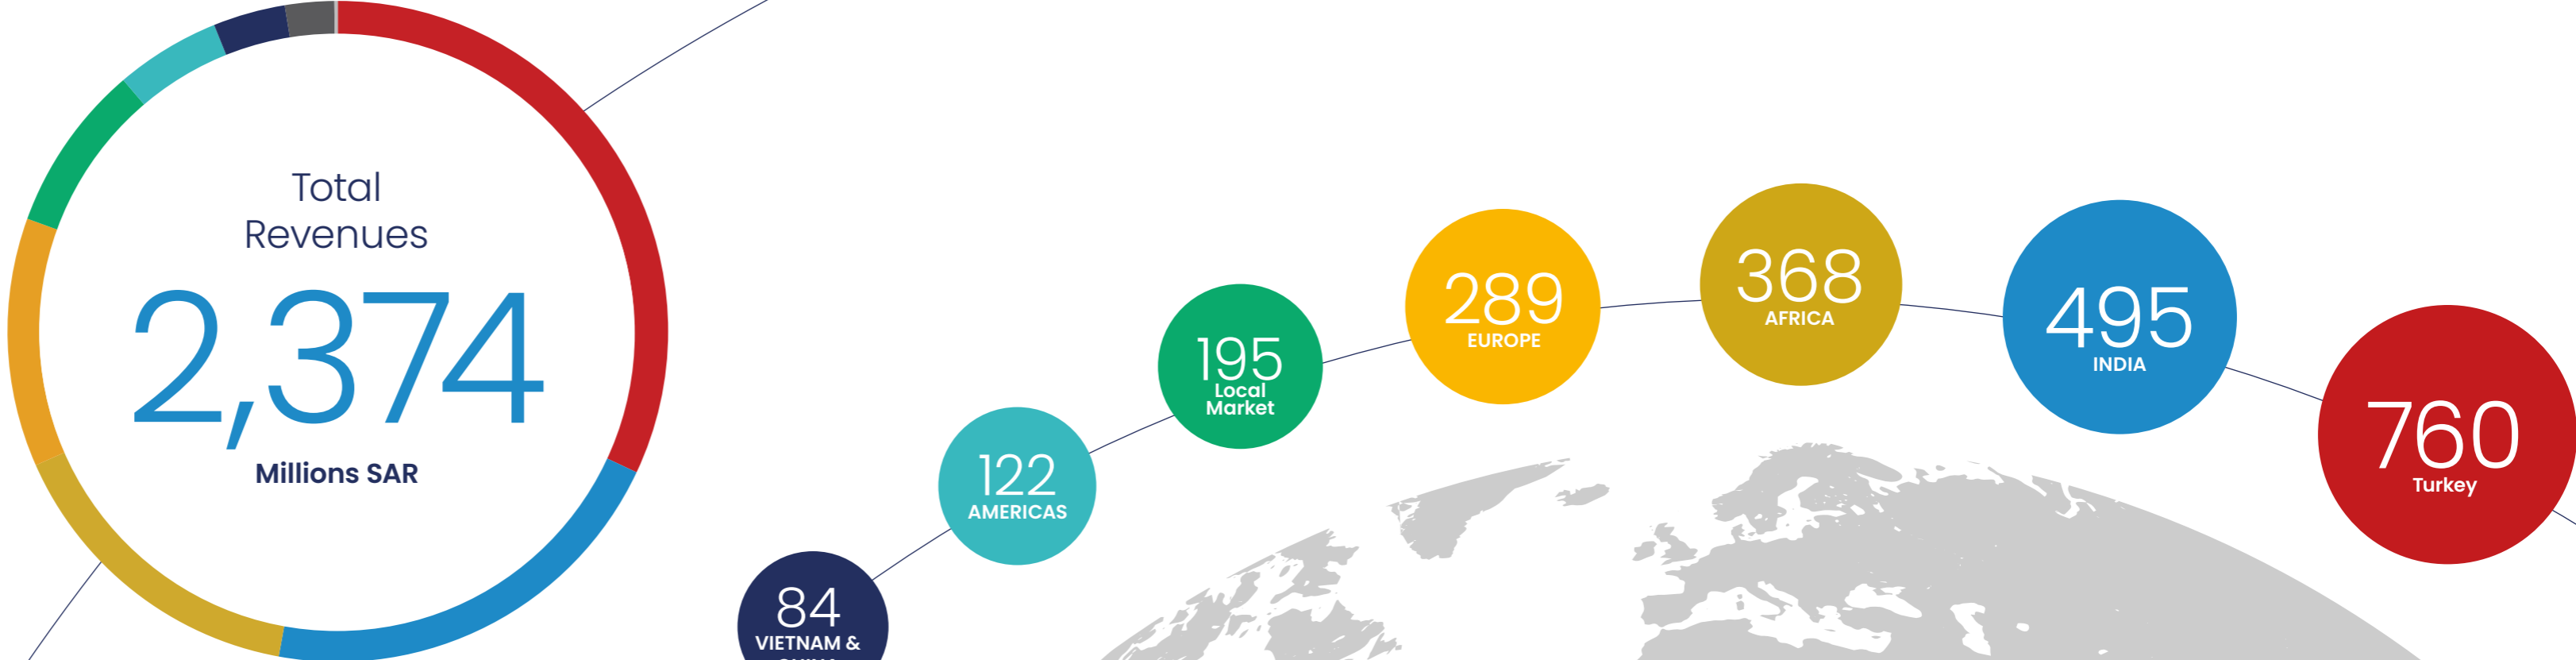 Total
Revenues
2,374
Millions SAR
84
VIETNAM &
122
AMERICAS
195
Local
Market
289
EUROPE
368
AFRICA
495
INDIA
760
Turkey